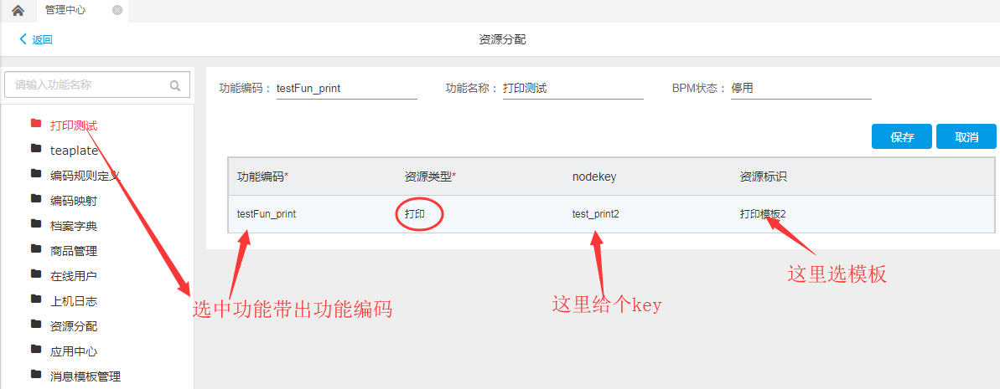 管理中心
返回
资源分配
请输入功能名称
功能编码： testFun_print 功能名称： 打印测试 BPM状态： 停用
保存 取消
打印测试
teaplate
编码规则定义
编码映射
档案字典
商品管理
在线用户
上机日志
资源分配
应用中心
消息模板管理
功能编码* 资源类型* nodekey 资源标识
testFun_print 打印 test_print2 打印模板2
这里选模板
选中功能带出功能编码
这里给个key